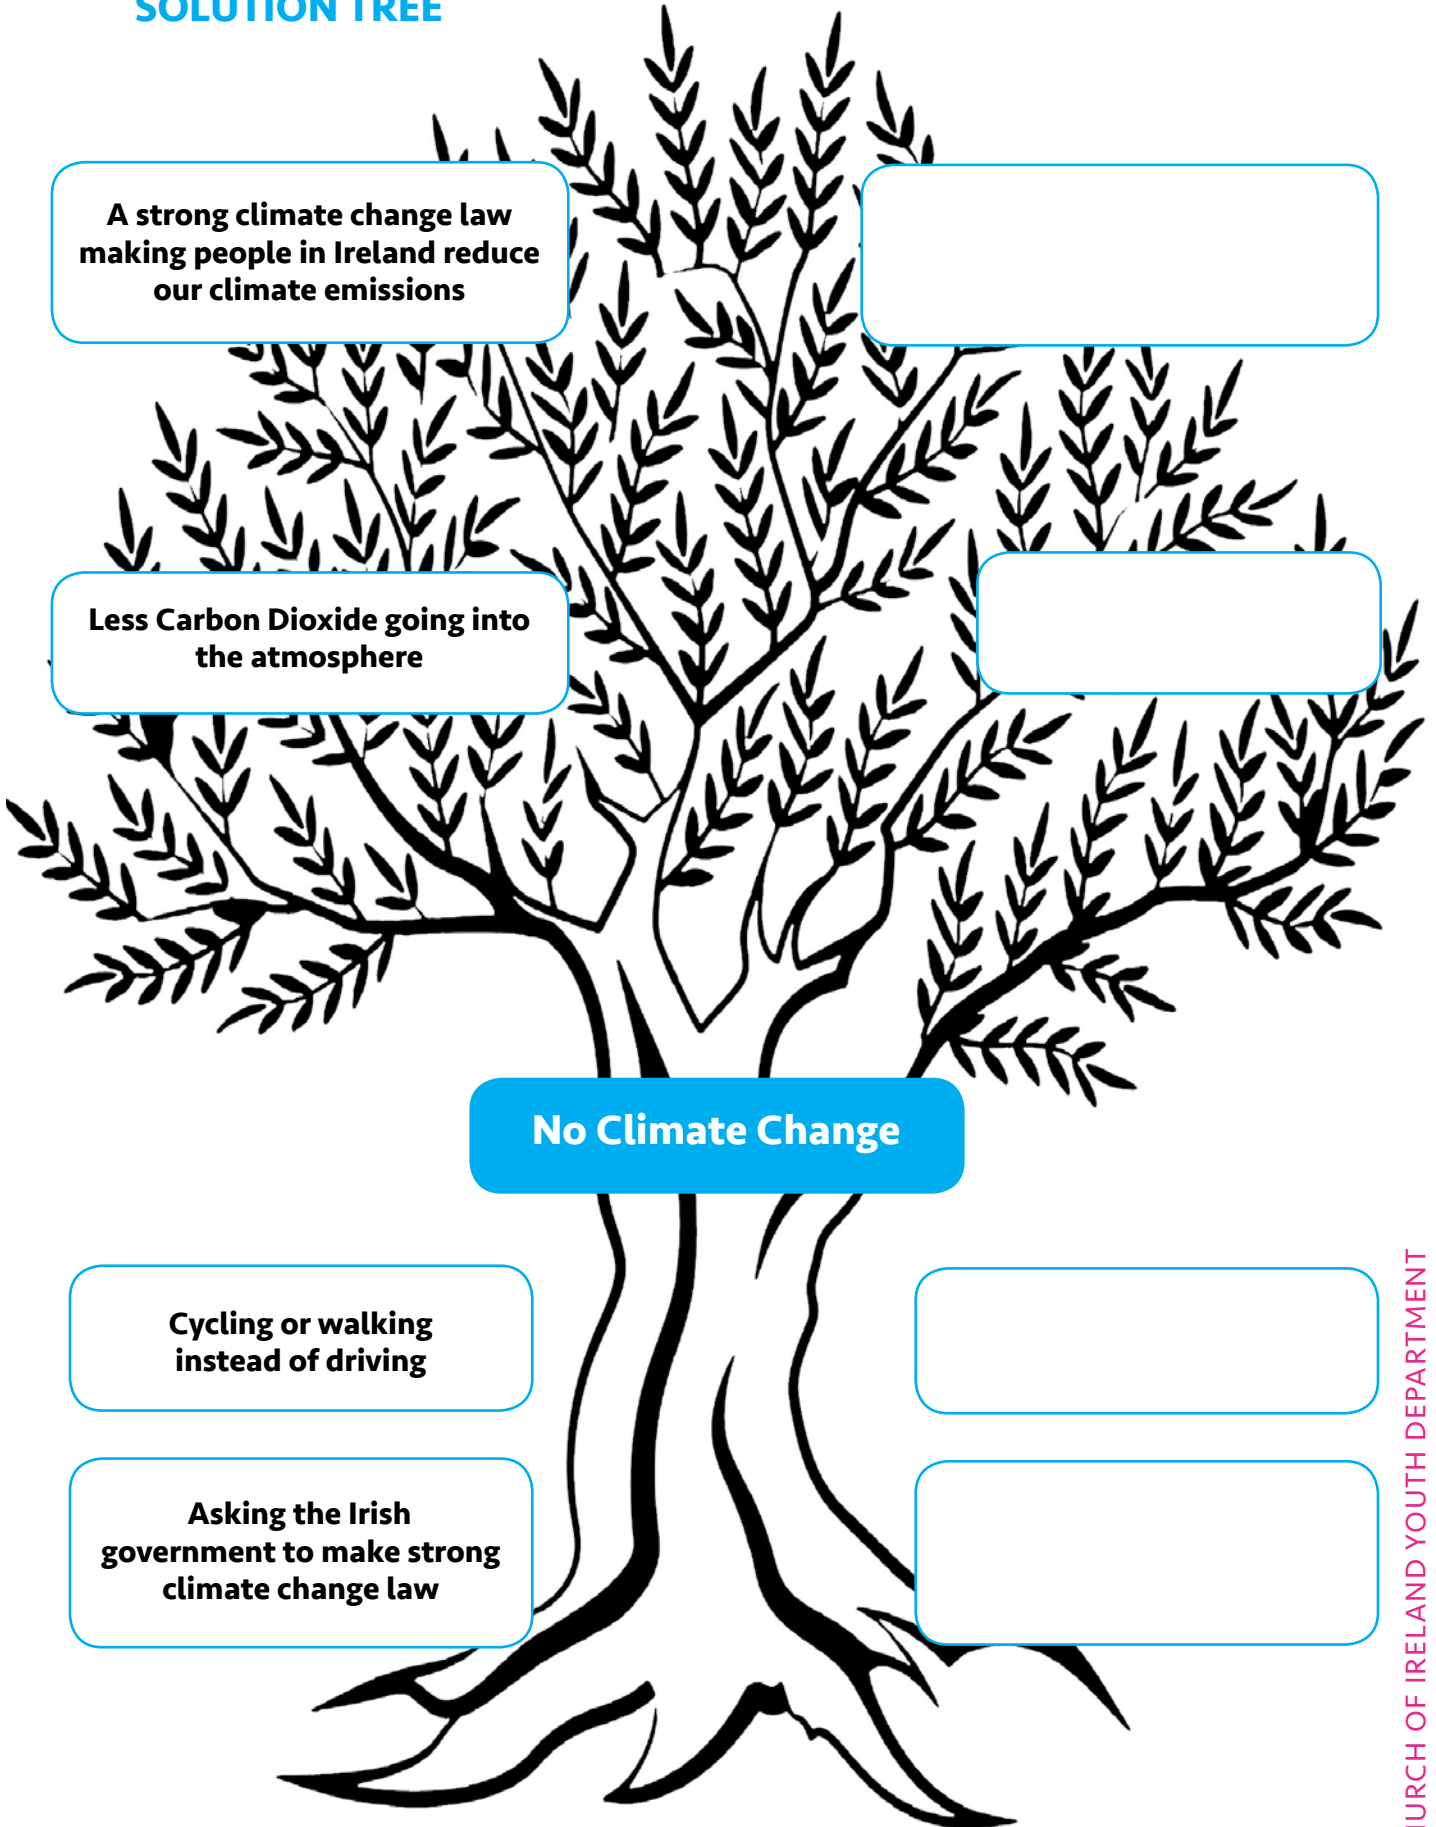 SOLUTION TREE
A strong climate change law
making people in Ireland reduce
our climate emissions
Less Carbon Dioxide going into
the atmosphere
No Climate Change
Cycling or walking
instead of driving
Asking the Irish
government to make strong
climate change law
OF IRELAND YOUTH DEPARTMENT